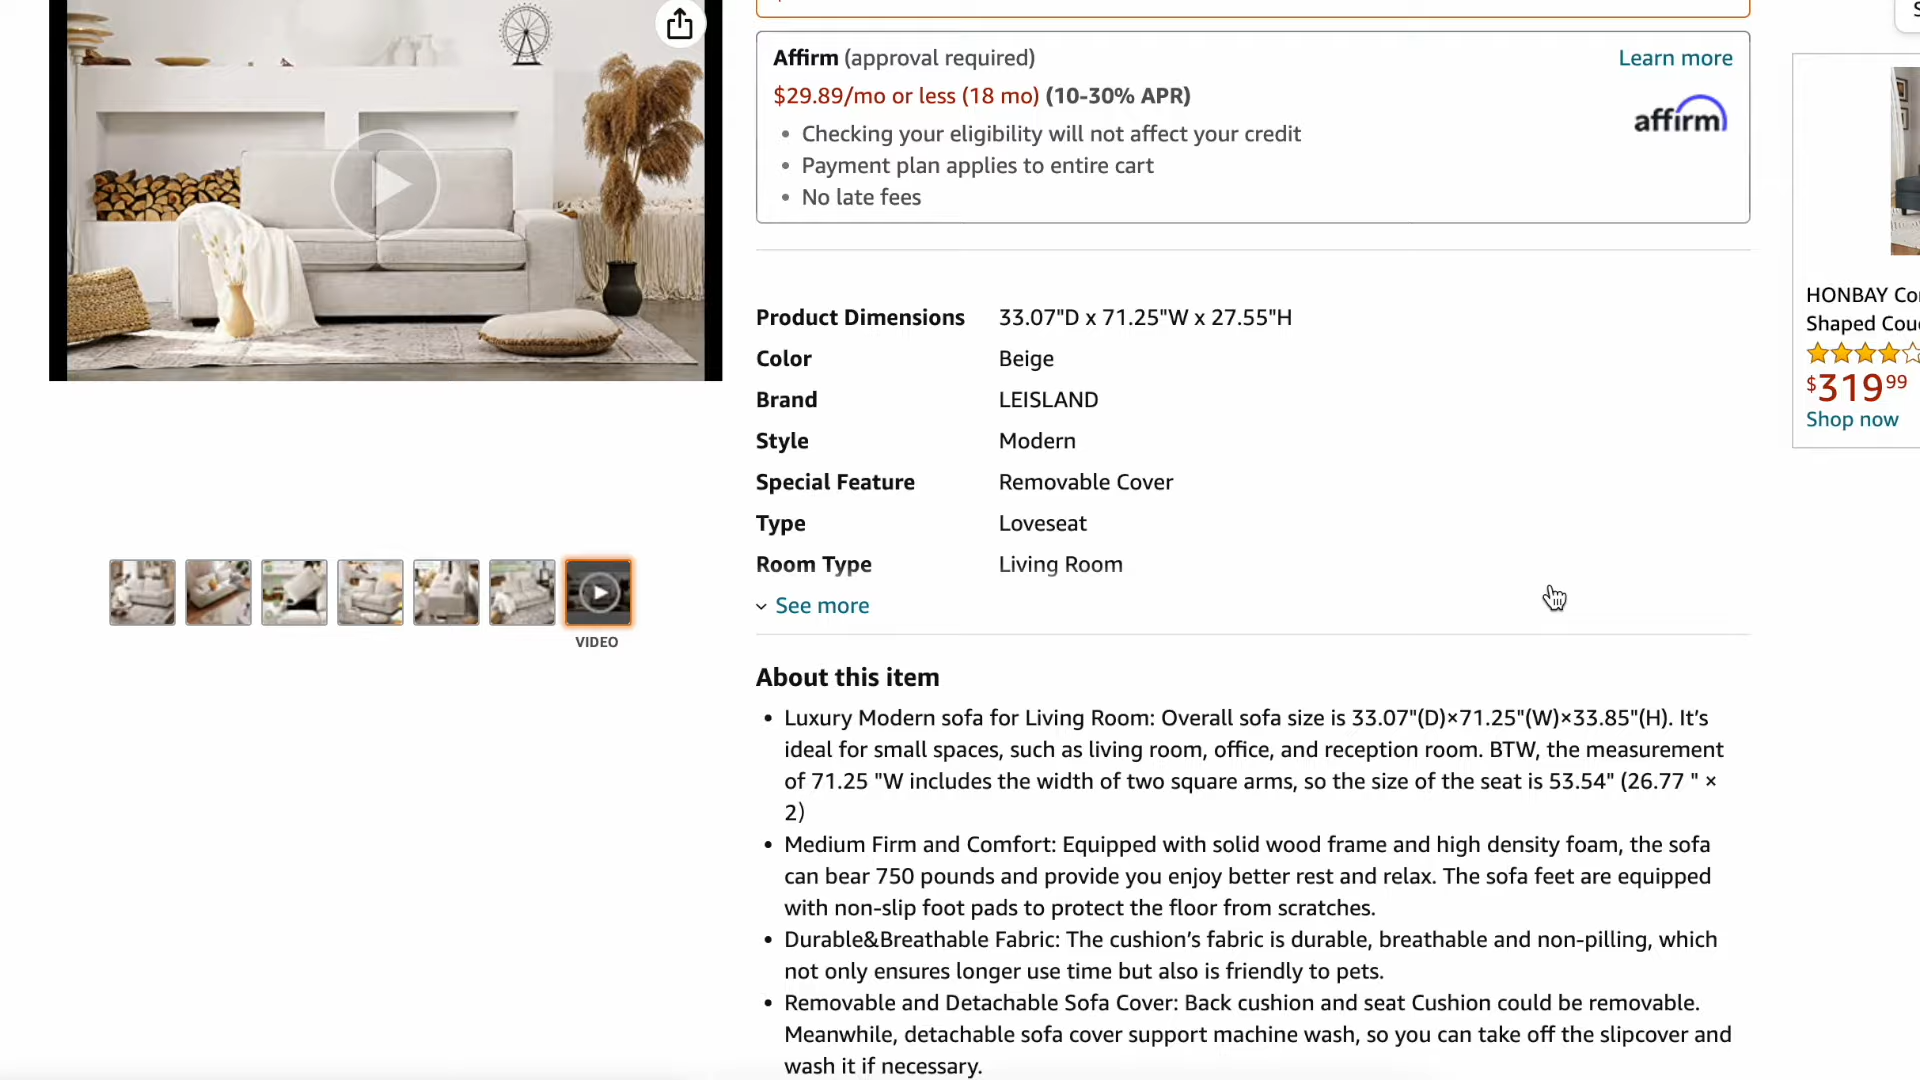 Affirm (approval required)
Learn more
$29.89/mo or less (18 mo) (10-30% APR)
affirm
• Checking your eligibility will not affect your credit
• Payment plan applies to entire cart
• No late fees
Product Dimensions 33.07"D x 71.25"W x 27.55"H
Color Beige
Brand LEISLAND
Style Modern
Special Feature Removable Cover
Type Loveseat
Room Type Living Room
See more
VIDEO
About this item
• Luxury Modern sofa for Living Room: Overall sofa size is 33.07"(D)×71.25"(W)×33.85"(H). It’s
ideal for small spaces, such as living room, office, and reception room. BTW, the measurement
of 71.25 "W includes the width of two square arms, so the size of the seat is 53.54" (26.77 " ×
2)
• Medium Firm and Comfort: Equipped with solid wood frame and high density foam, the sofa
can bear 750 pounds and provide you enjoy better rest and relax. The sofa feet are equipped
with non-slip foot pads to protect the floor from scratches.
• Durable&Breathable Fabric: The cushion’s fabric is durable, breathable and non-pilling, which
not only ensures longer use time but also is friendly to pets.
• Removable and Detachable Sofa Cover: Back cushion and seat Cushion could be removable.
Meanwhile, detachable sofa cover support machine wash, so you can take off the slipcover and
wash it if necessary.
HONBAY
Shaped
$319.99
Shop now